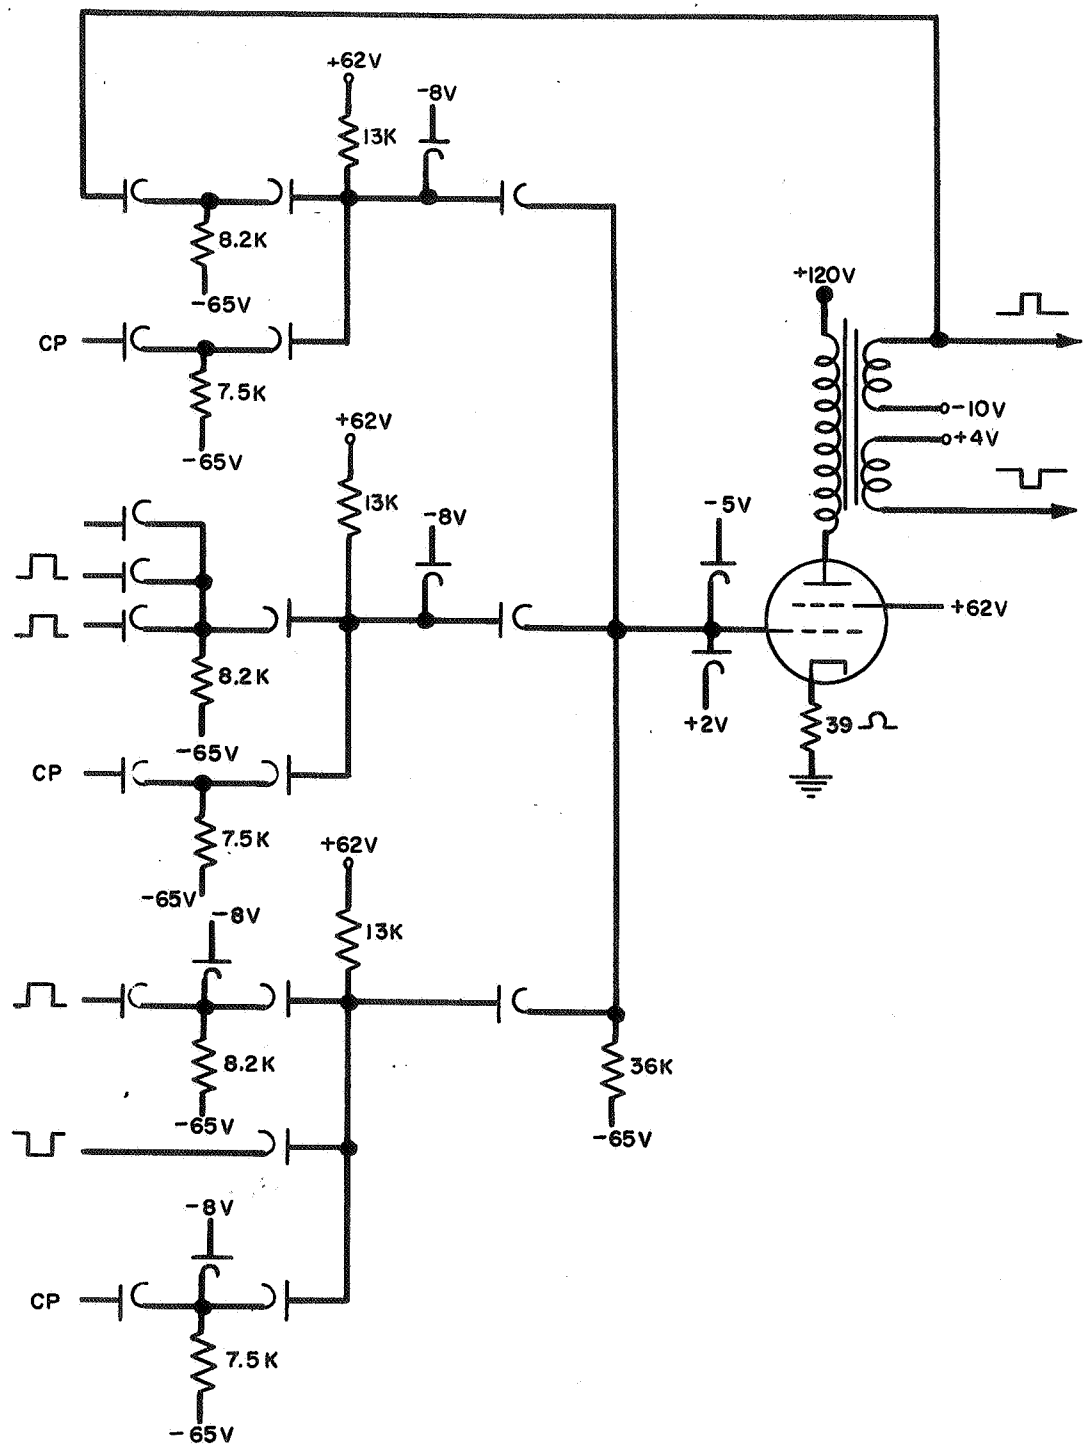 +62V
-8V
13K
8.2K
-65V
+120V
CP
7.5K
-65V
-10V
+4V
+62V
13K
-8V
-5V
+62V
8.2K
+2V
39 Ω
-65V
CP
7.5K
+62V
-65V
-8V
13K
8.2K
36K
-65V
-65V
-8V
CP
7.5K
-65V